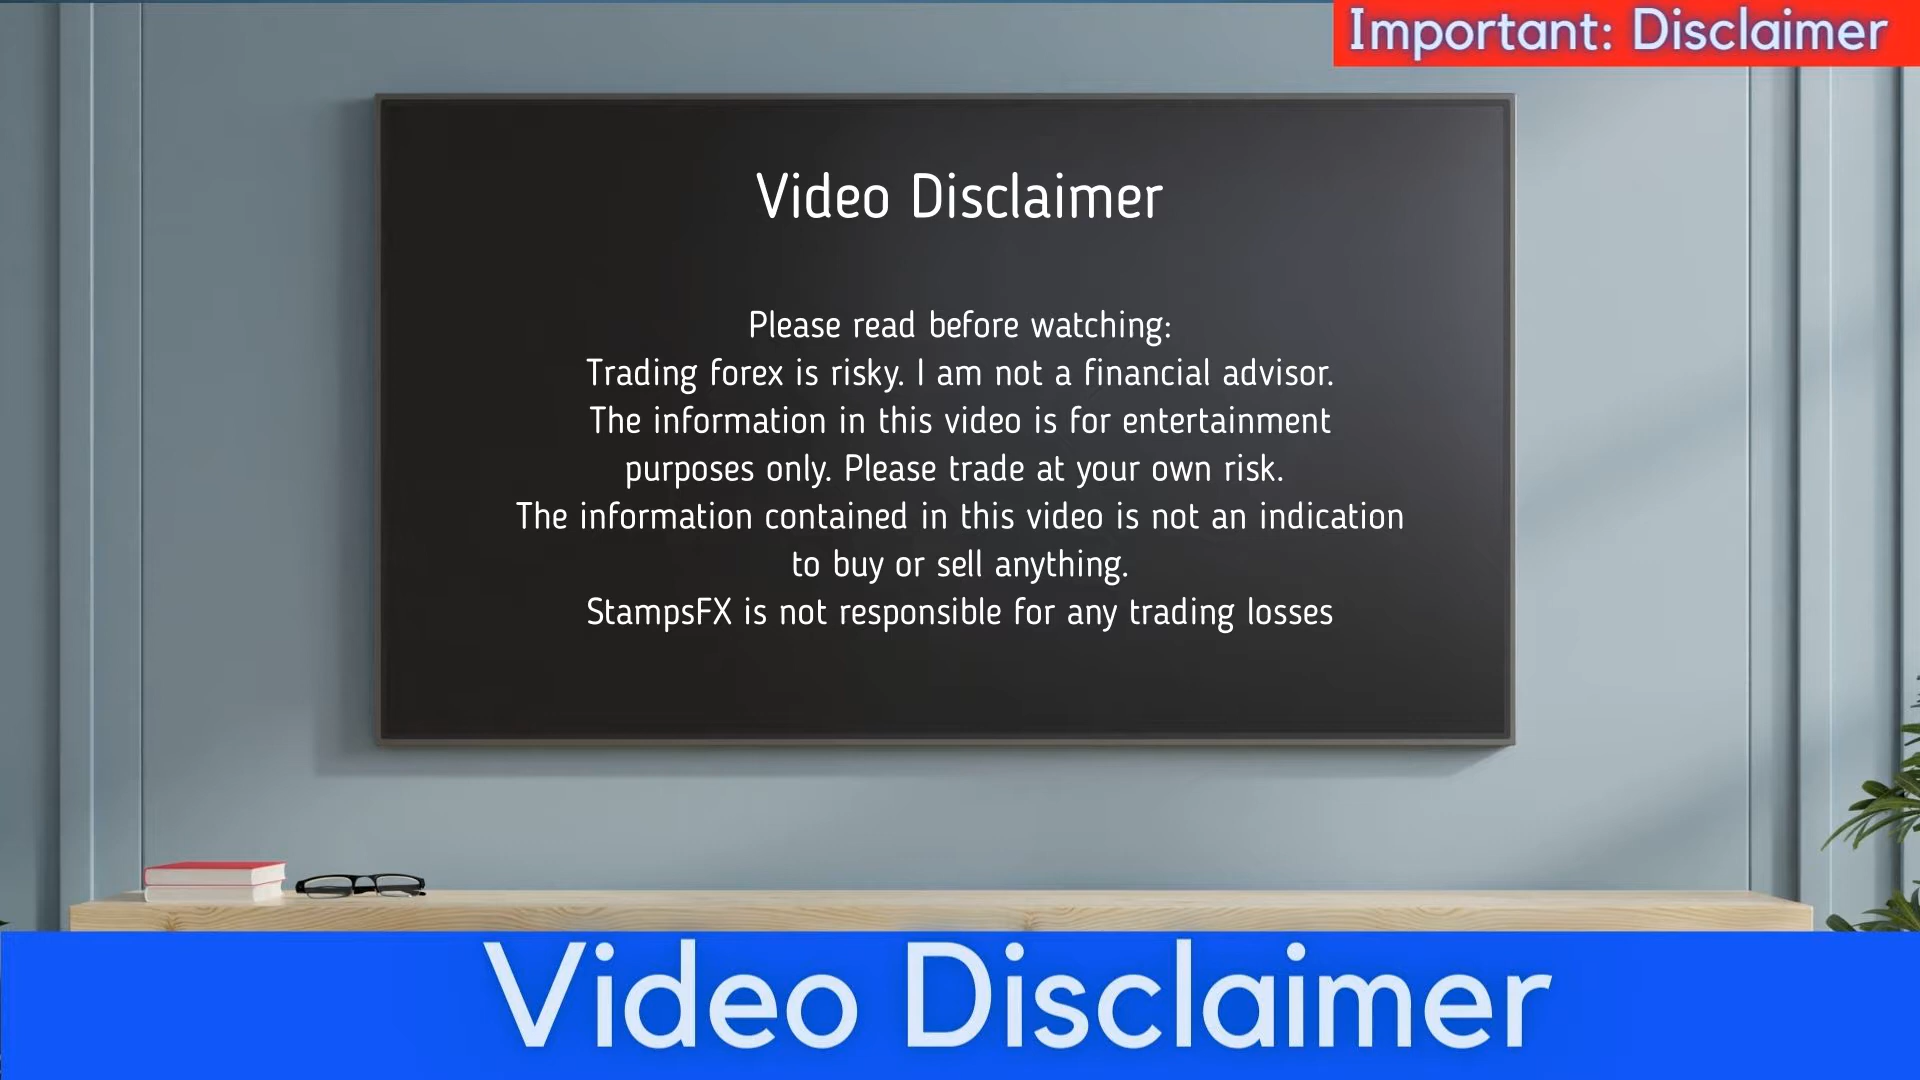 Important: Disclaimer
Video Disclaimer
Please read before watching:
Trading forex is risky. I am not a financial advisor.
The information in this video is for entertainment
purposes only. Please trade at your own risk.
The information contained in this video is not an indication
to buy or sell anything.
StampsFX is not responsible for any trading losses
Video Disclaimer